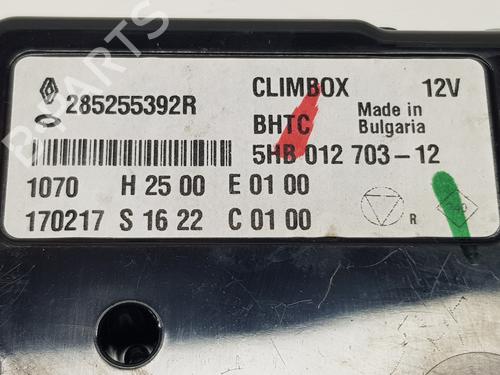 285255392R
CLIMBOX 12V
BHTC Made in
Bulgaria
5HB 012 703-12
1070 H 25 00 E 01 00
170217 S 16 22 C 01 00
R